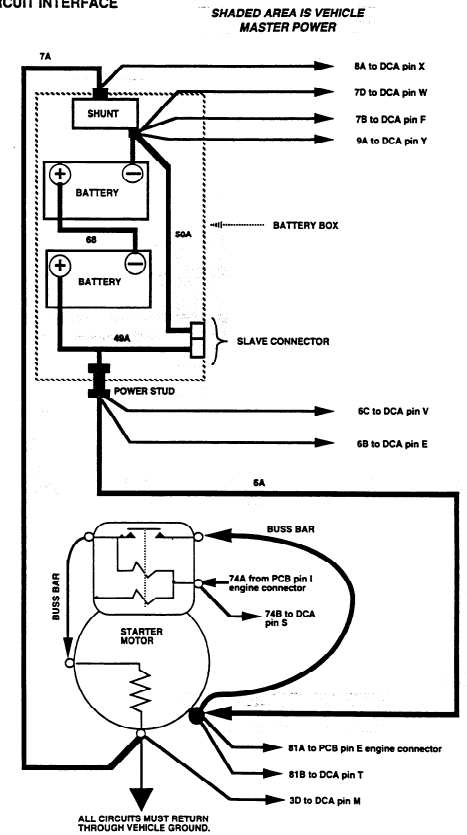 RCUIT INTERFACE
SHADED AREA IS VEHICLE
MASTER POWER
7A
8A to DCA pin X
7D to DCA pin W
SHUNT
7B to DCA pin F
9A to DCA pin Y
+
−
BATTERY
68
50A
BATTERY BOX
+
−
BATTERY
49A
SLAVE CONNECTOR
POWER STUD
6C to DCA pin V
6B to DCA pin E
6A
BUSS BAR
BUSS BAR
74A from PCB pin I
engine connector
74B to DCA
pin S
STARTER
MOTOR
81A to PCB pin E engine connector
81B to DCA pin T
3D to DCA pin M
ALL CIRCUITS MUST RETURN
THROUGH VEHICLE GROUND.